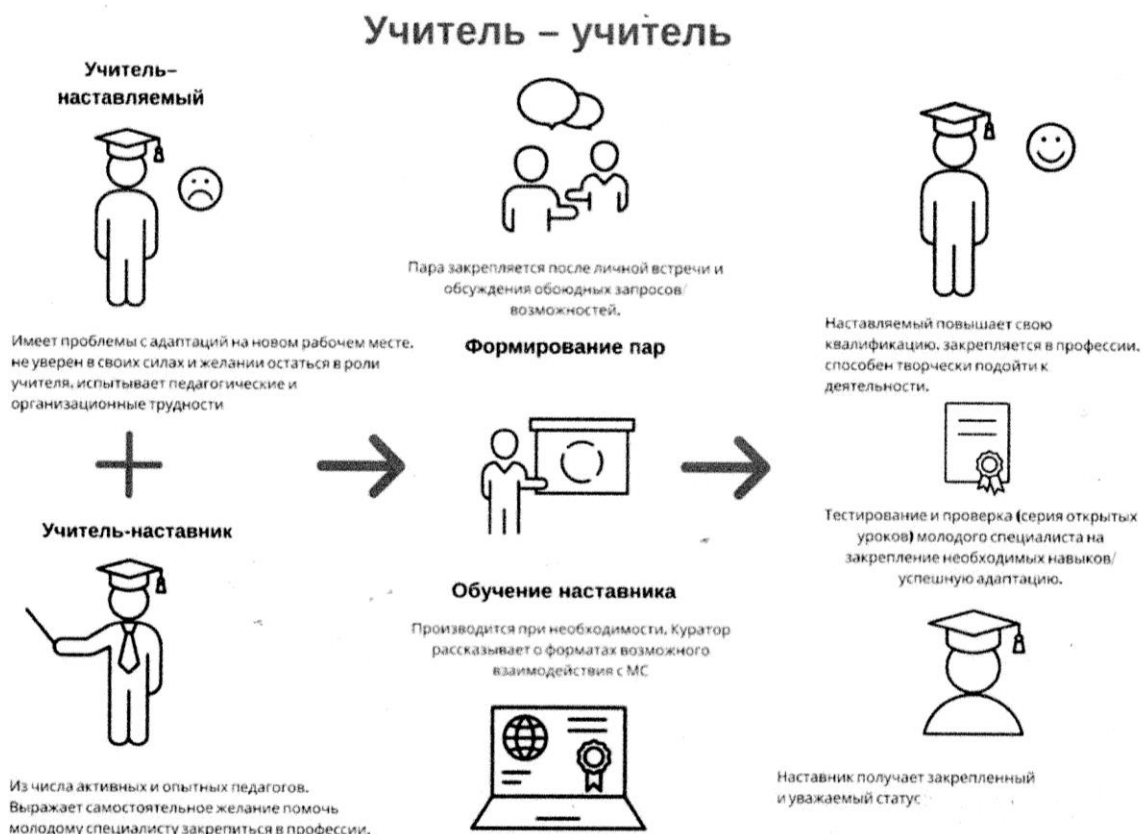 Учитель – учитель
Учитель–
наставляемый
Имеет проблемы с адаптаций на новом рабочем месте,
не уверен в своих силах и желании остаться в роли
учителя, испытывает педагогические и
организационные трудности
Учитель-наставник
Из числа активных и опытных педагогов.
Выражает самостоятельное желание помочь
молодому специалисту закрепиться в профессии.
Пара закрепляется после личной встречи и
обсуждения обоюдных запросов/
возможностей.
Формирование пар
Обучение наставника
Производится при необходимости. Куратор
рассказывает о форматах возможного
взаимодействия с МС
Наставляемый повышает свою
квалификацию, закрепляется в профессии,
способен творчески подойти к
деятельности.
Тестирование и проверка (серия открытых
уроков) молодого специалиста на
закрепление необходимых навыков/
успешную адаптацию.
Наставник получает закрепленный
и уважаемый статус